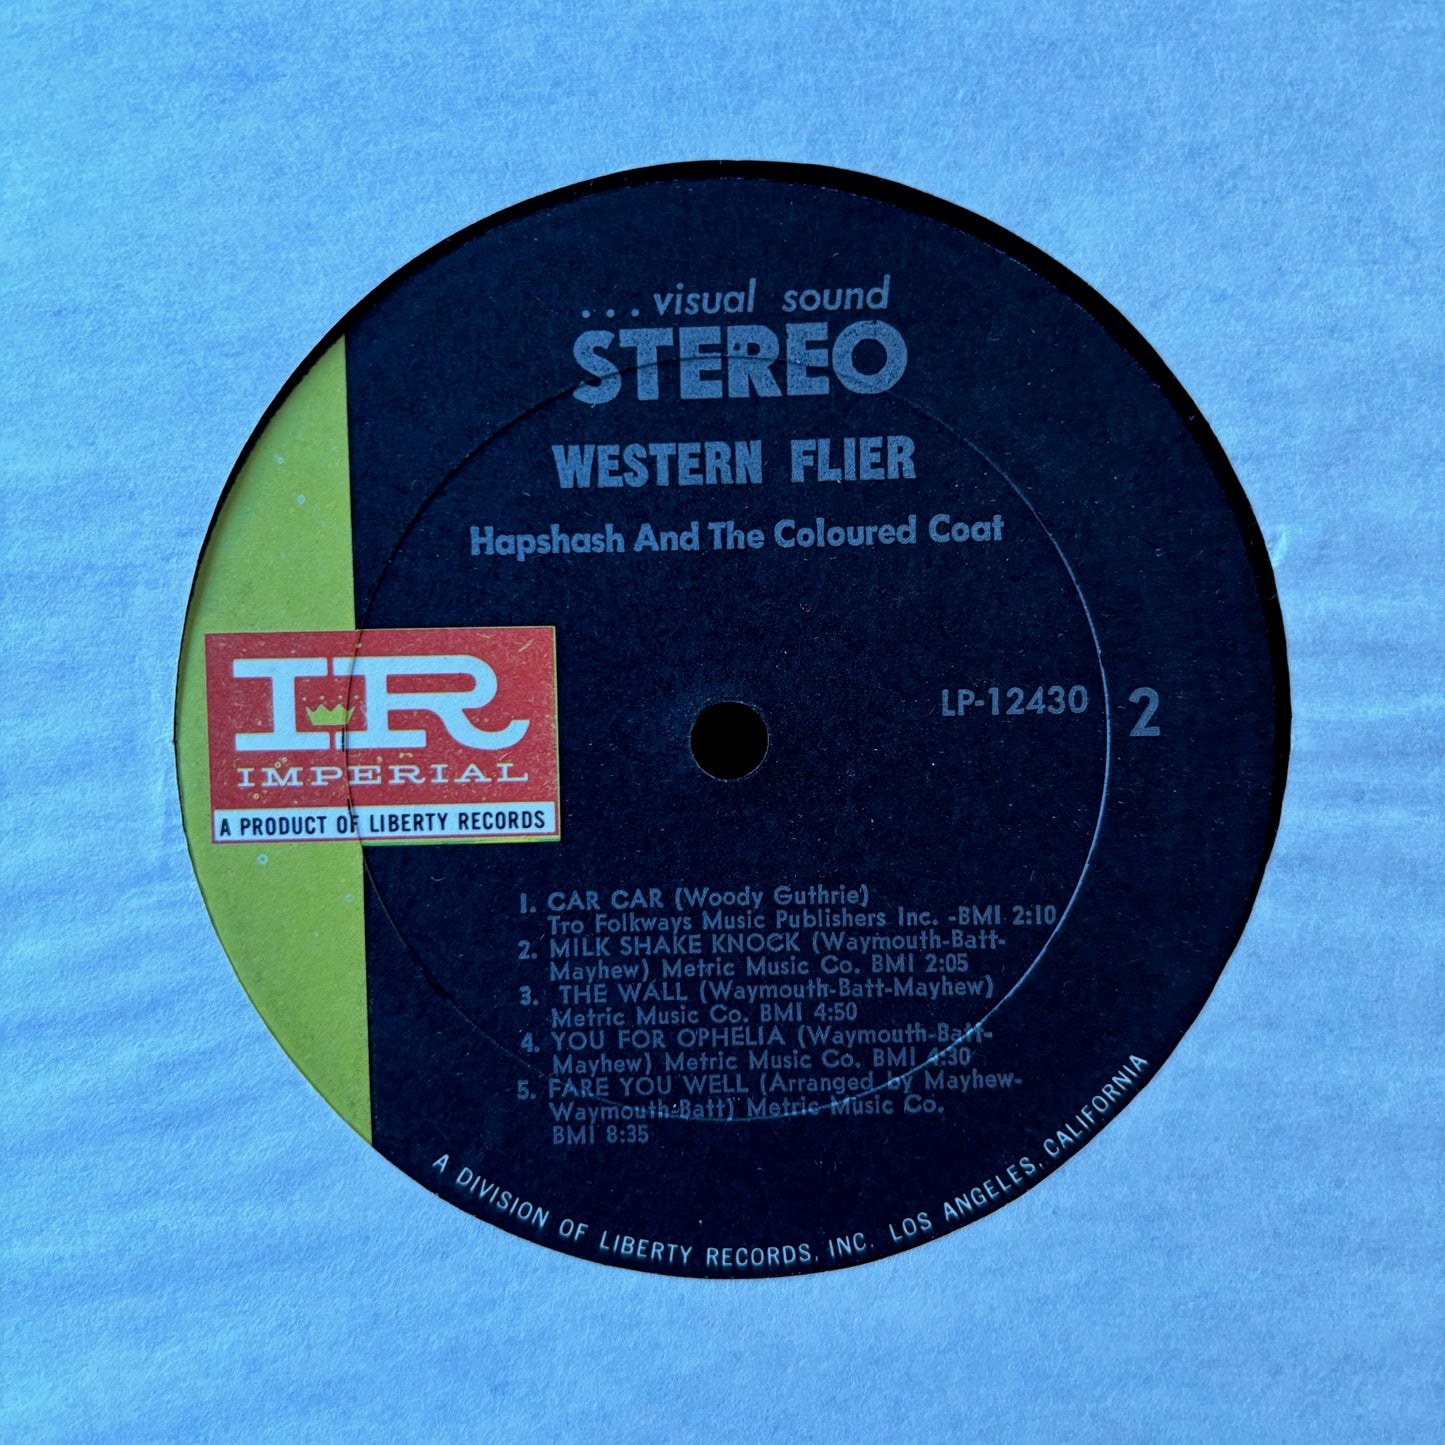 ...visual sound
STEREO
WESTERN FLIER
Hapshash And The Coloured Coat
IR
IMPERIAL
A PRODUCT OF LIBERTY RECORDS
LP-12430 2
1. CAR CAR (Woody Guthrie)
Tro Folkways Music Publishers Inc. -BMI 2:10
2. MILK SHAKE KNOCK (Waymouth-Batt-
Mayhew) Metric Music Co. BMI 2:05
3. THE WALL (Waymouth-Batt-Mayhew)
Metric Music Co. BMI 4:50
4. YOU FOR OPHELIA (Waymouth-Batt-
Mayhew) Metric Music Co. BMI 4:30
5. FARE YOU WELL (Arranged by Mayhew-
Waymouth-Batt) Metric Music Co.
BMI 8:35
A DIVISION OF LIBERTY RECORDS, INC. LOS ANGELES, CALIFORNIA